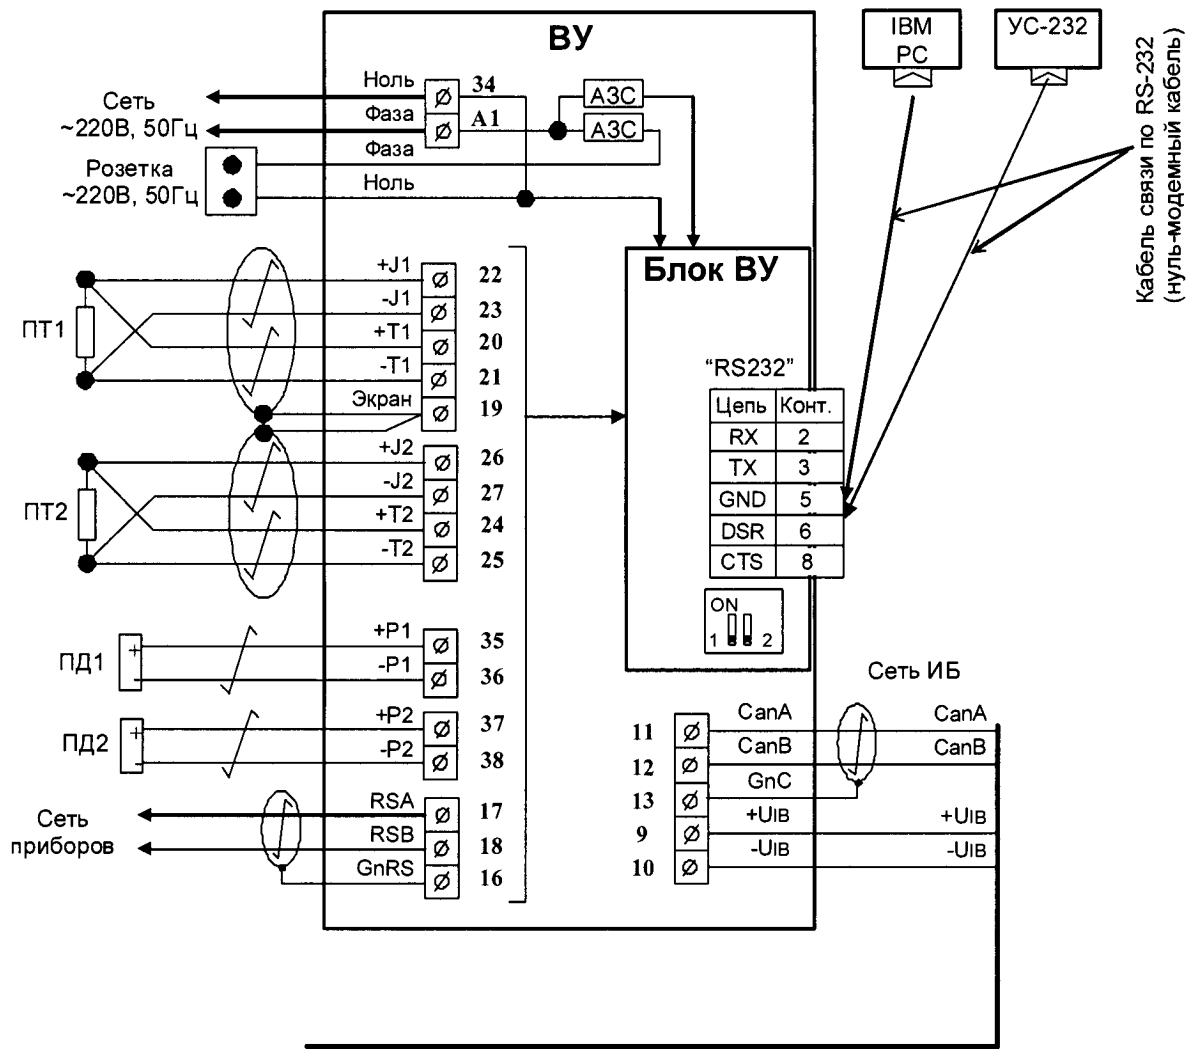 ВУ
IBM
PC
УС-232
Кабель связи по RS-232
(нуль-модемный кабель)
Сеть
~220В, 50Гц
Ноль
34
АЗС
Фаза
А1
АЗС
Розетка
~220В, 50Гц
Фаза
Ноль
Блок ВУ
ПТ1
+J1
22
-J1
23
+T1
20
-T1
21
Экран
19
ПТ2
+J2
26
-J2
27
+T2
24
-T2
25
“RS232”
Цепь Конт.
RX 2
TX 3
GND 5
DSR 6
CTS 8
ON
1 2
ПД1
+
+P1
35
-P1
36
ПД2
+
+P2
37
-P2
38
Сеть
приборов
RSA
17
RSB
18
GnRS
16
Сеть ИБ
11
CanA
CanA
12
CanB
CanB
13
GnC
9
+UIB
+UIB
10
-UIB
-UIB